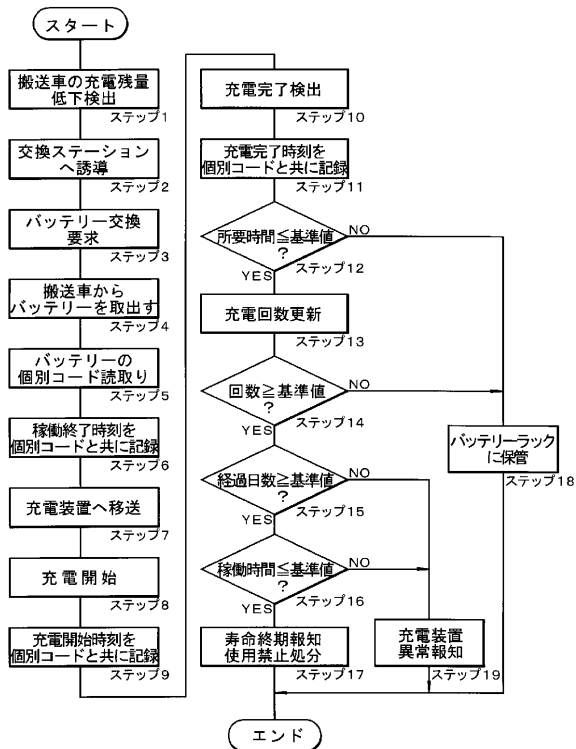 スタート
搬送車の充電残量
低下検出
ステップ1
交換ステーション
へ誘導
ステップ2
バッテリー交換
要求
ステップ3
搬送車から
バッテリーを取出す
ステップ4
バッテリーの
個別コード読取り
ステップ5
稼働終了時刻を
個別コードと共に記録
ステップ6
充電装置へ移送
ステップ7
充電開始
ステップ8
充電開始時刻を
個別コードと共に記録
ステップ9
充電完了検出
ステップ10
充電完了時刻を
個別コードと共に記録
ステップ11
所要時間≦基準値
?
NO
YES
ステップ12
充電回数更新
ステップ13
回数≧基準値
?
NO
YES
ステップ14
バッテリーラック
に保管
ステップ18
経過日数≧基準値
?
NO
YES
ステップ15
稼働時間≦基準値
?
NO
YES
ステップ16
寿命終期報知
使用禁止処分
ステップ17
充電装置
異常報知
ステップ19
エンド